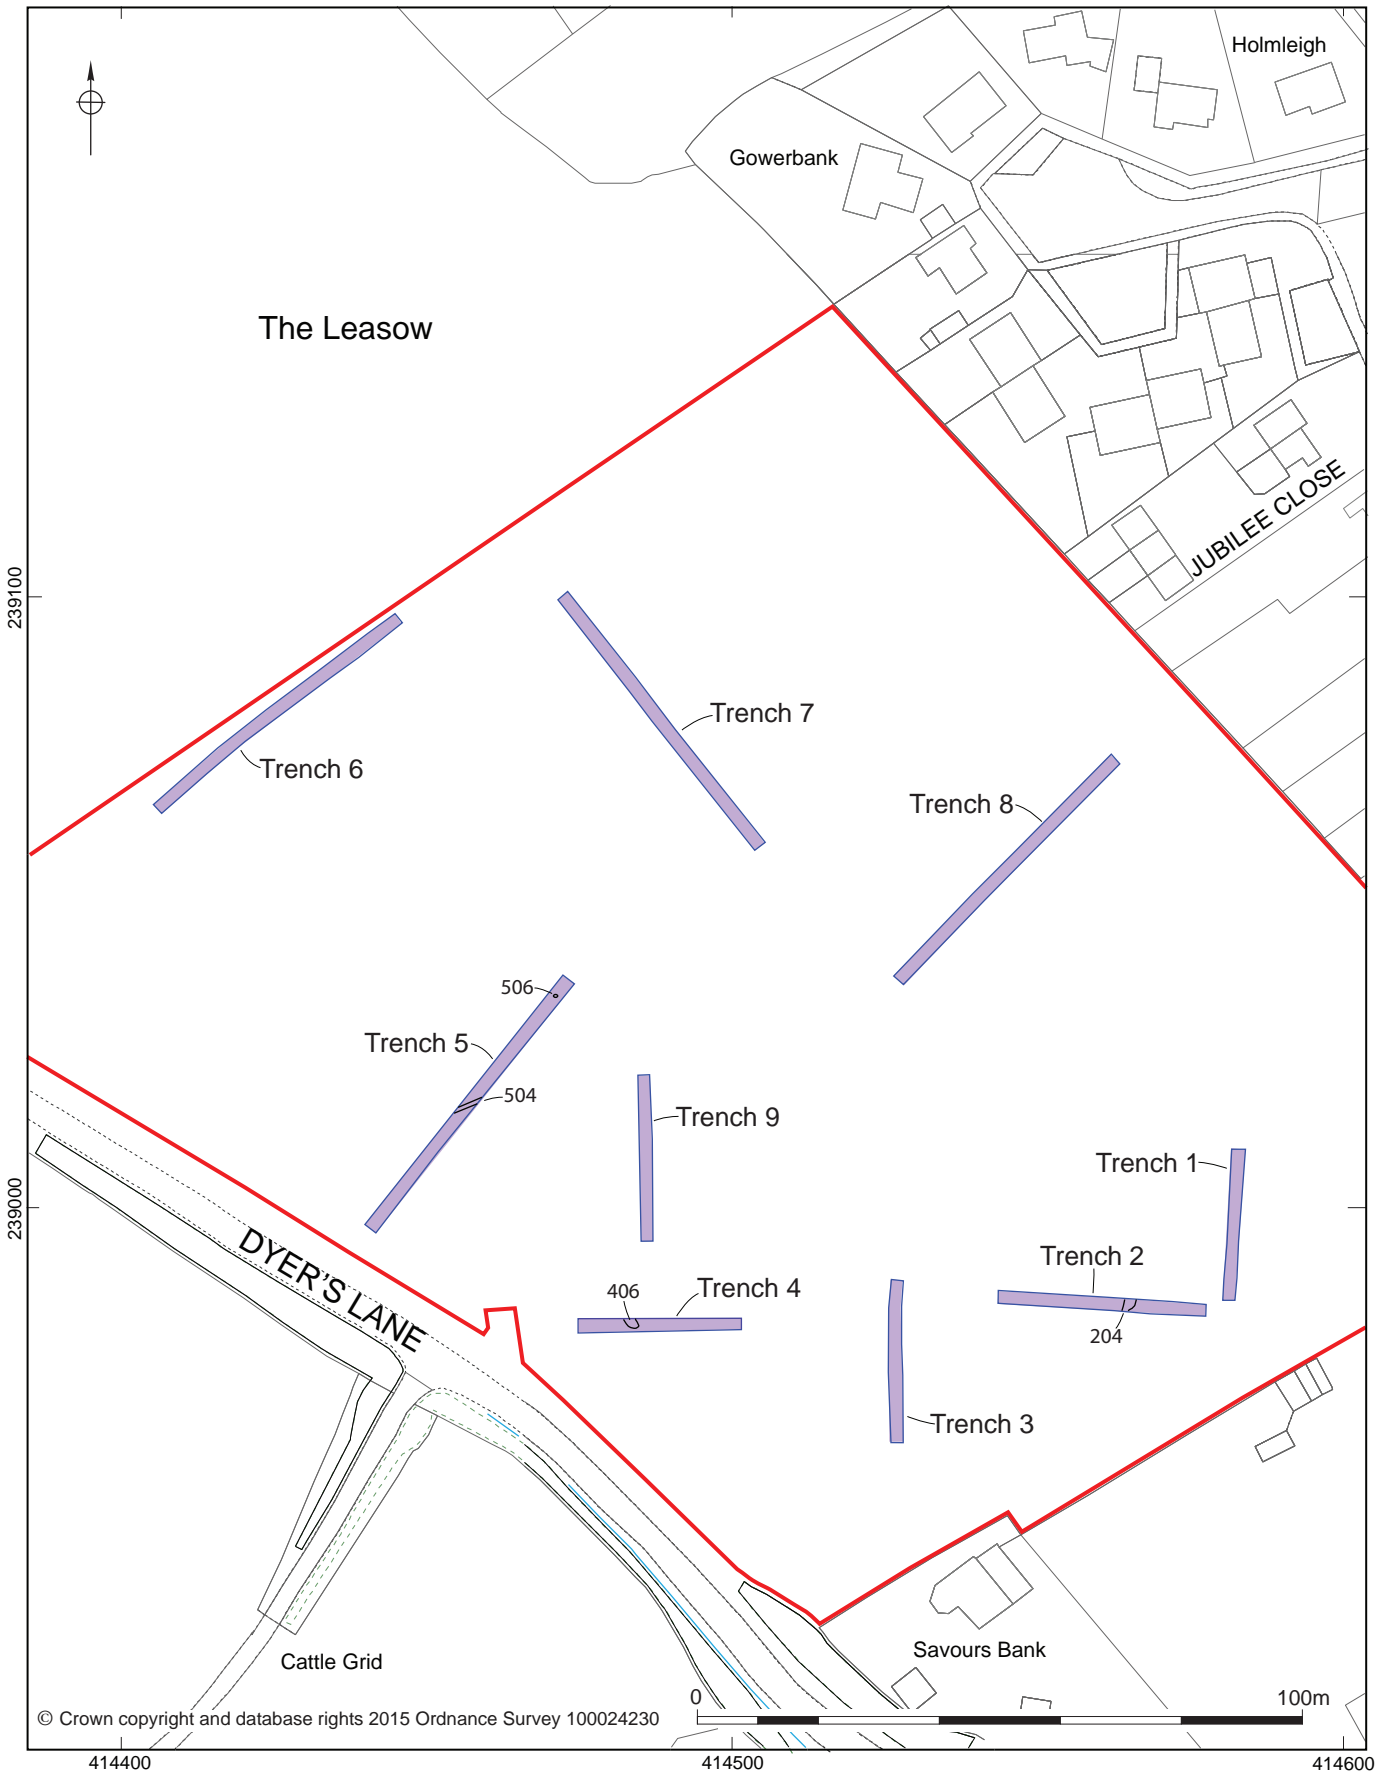 Holmleigh
Gowerbank
The Leasow
JUBILEE CLOSE
239100
Trench 7
Trench 6
Trench 8
506
Trench 5
504
Trench 9
Trench 1
239000
DYER'S LANE
Trench 2
406
Trench 4
204
Trench 3
Savours Bank
Cattle Grid
0 100m
© Crown copyright and database rights 2015 Ordnance Survey 100024230
414400 414500 414600